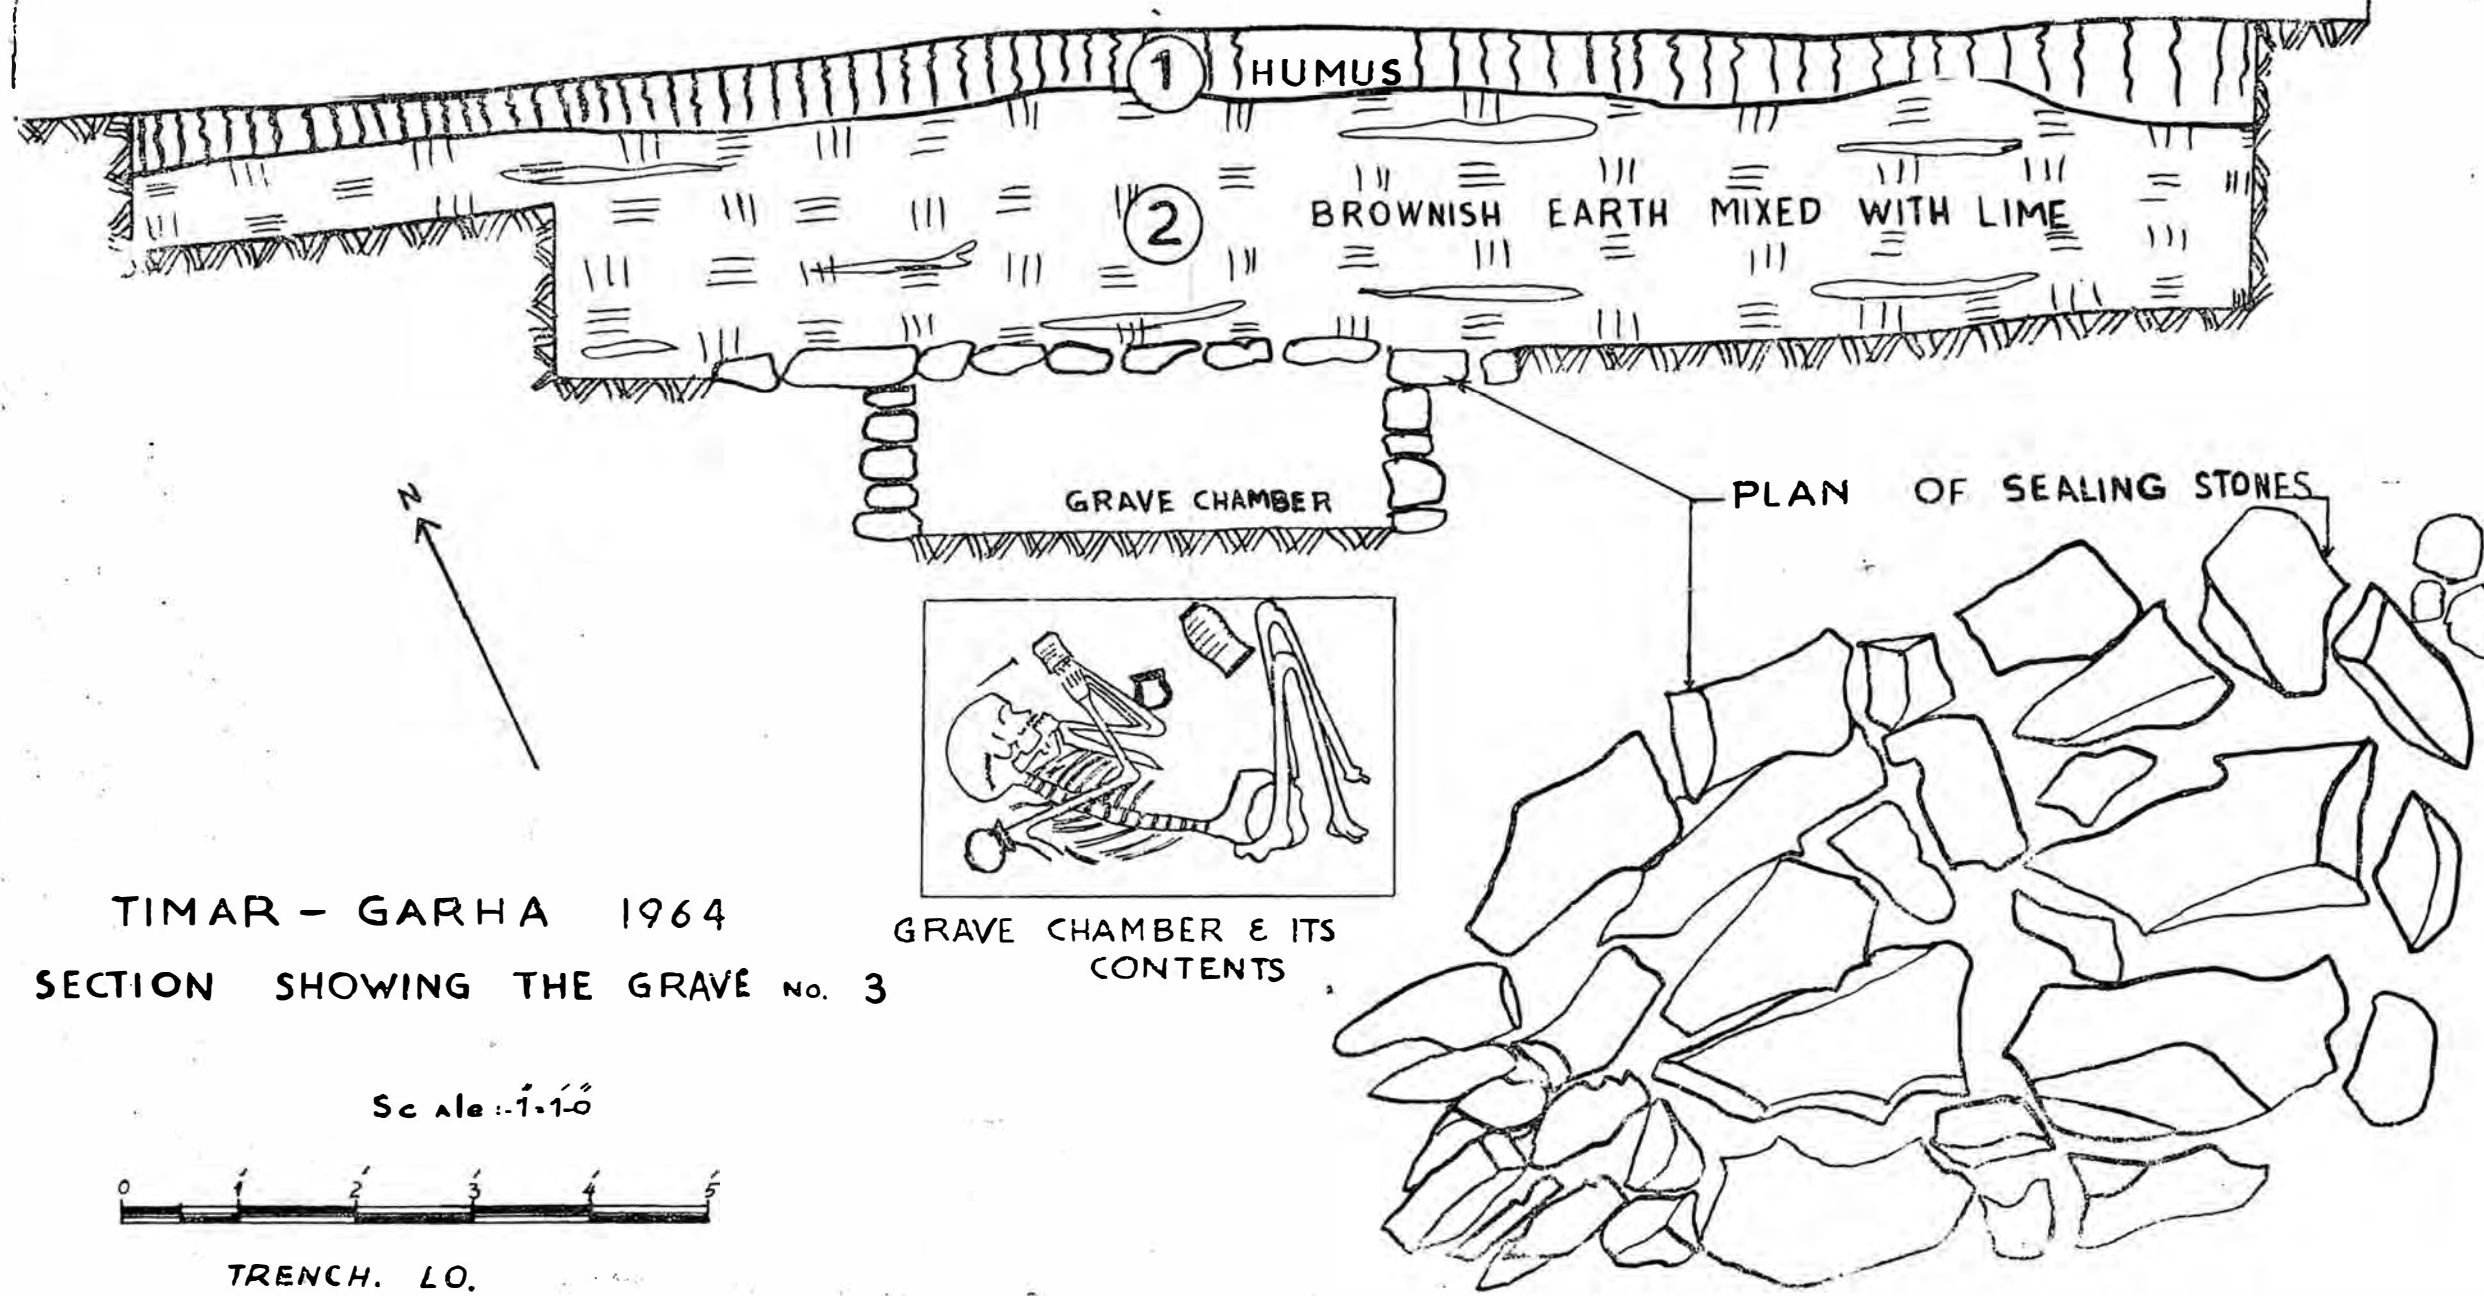 1 HUMUS
2 BROWNISH EARTH MIXED WITH LIME
GRAVE CHAMBER
PLAN OF SEALING STONES
N
TIMAR - GARHA 1964
SECTION SHOWING THE GRAVE No. 3
GRAVE CHAMBER & ITS
CONTENTS
Scale:-1"=1'-0"
0 1' 2' 3' 4' 5'
TRENCH. LO.